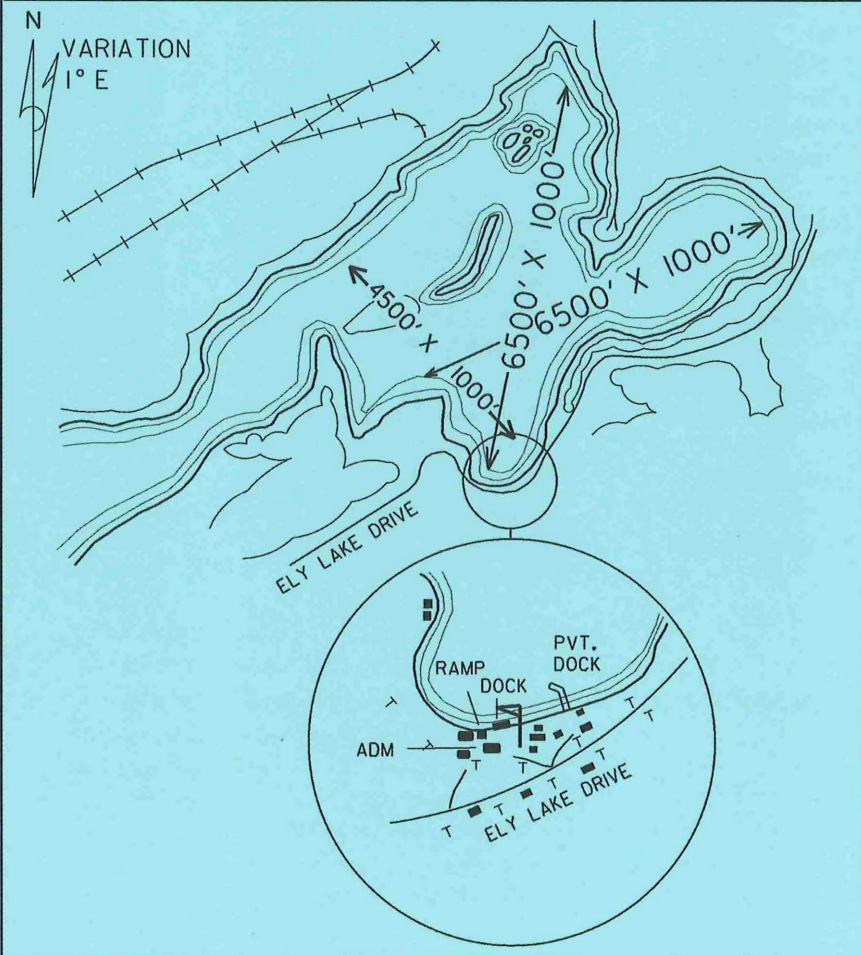 N
VARIATION
1° E
6500' X 1000'
6500' X 1000'
4500' X 1000'
ELY LAKE DRIVE
PVT.
DOCK
RAMP
DOCK
ADM
T
T
T
T
T
T
T
T
T
T
T
T
ELY LAKE DRIVE